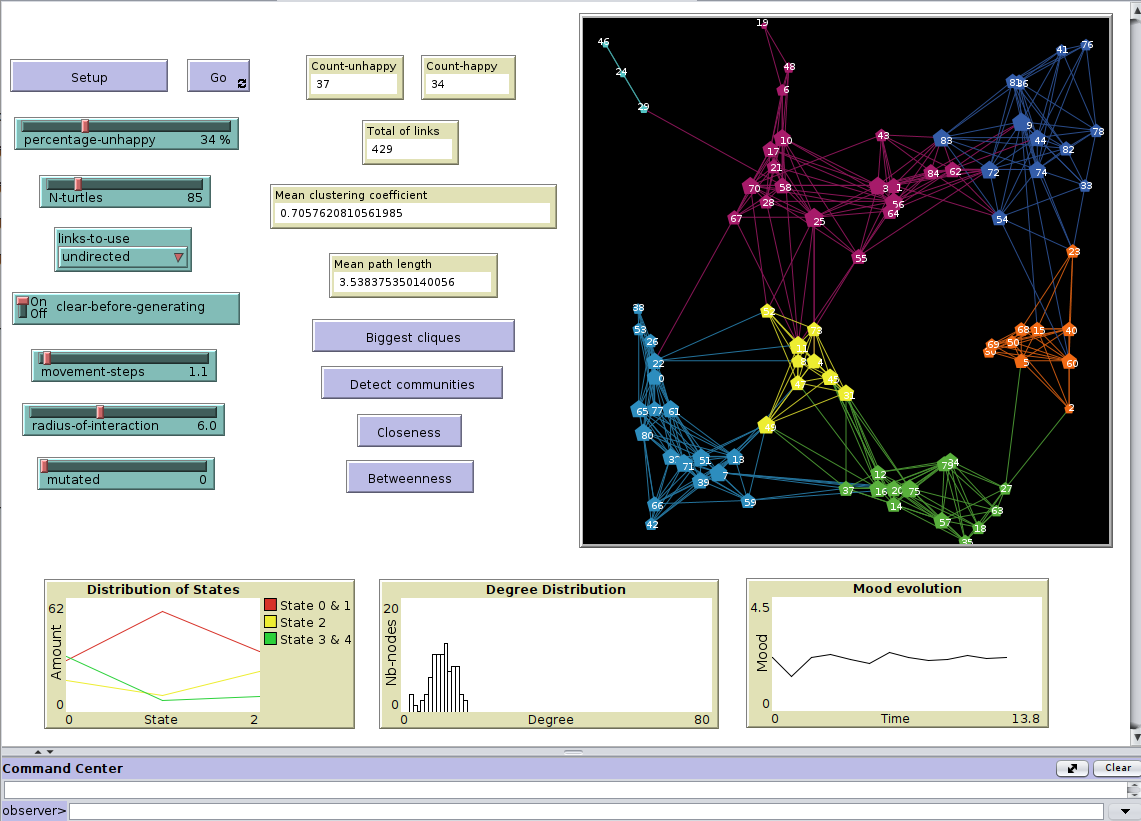 Setup
Go
Count-unhappy
37
Count-happy
34
percentage-unhappy 34 %
Total of links
429
N-turtles 85
Mean clustering coefficient
0.7057620810561985
links-to-use
undirected
Mean path length
3.538375350140056
On
Off
clear-before-generating
Biggest cliques
movement-steps 1.1
Detect communities
radius-of-interaction 6.0
Closeness
mutated 0
Betweenness
19
46
24
29
48
6
10
17
21
70
58
28
67
25
43
3
1
56
64
84
62
55
41
76
81
86
9
83
44
78
82
72
74
33
54
23
68
15
40
50
69
5
60
2
38
53
26
22
0
52
65
77
61
80
51
13
71
7
39
59
66
42
49
31
37
12
16
20
75
14
79
34
27
63
57
18
35
Distribution of States
62
Amount
0
0 State 2
State 0 & 1
State 2
State 3 & 4
Degree Distribution
20
Nb-nodes
0
0 Degree 80
Mood evolution
4.5
Mood
0
0 Time 13.8
Command Center
Clear
observer>